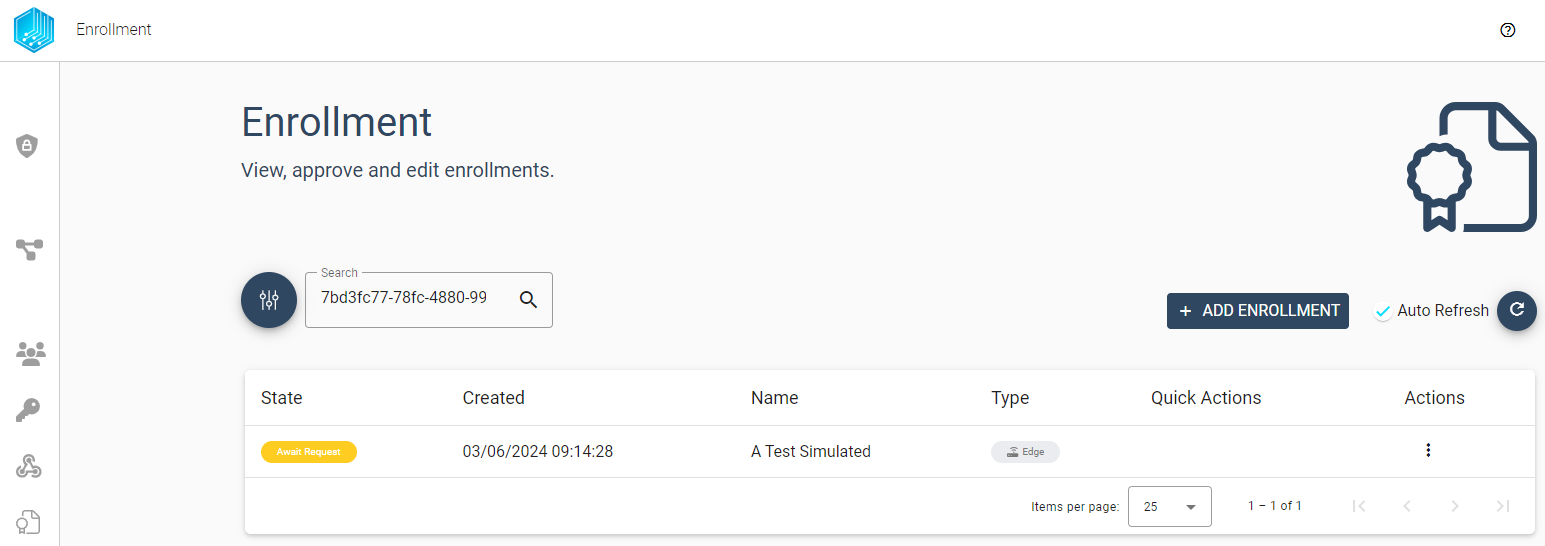 Enrollment
Enrollment
View, approve and edit enrollments.
Search
7bd3fc77-78fc-4880-99
+ ADD ENROLLMENT
Auto Refresh
State Created Name Type Quick Actions Actions
Await Request 03/06/2024 09:14:28 A Test Simulated Edge
Items per page: 25 1 – 1 of 1